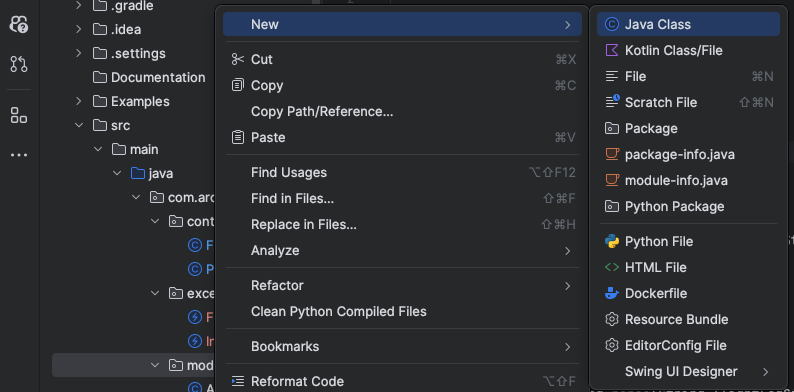 .gradle
.idea
.settings
Documentation
Examples
src
main
java
com.arc
cont
F
P
exce
F
In
mod
A
New
Cut ⌘X
Copy ⌘C
Copy Path/Reference...
Paste ⌘V
Find Usages ⌥⇧F12
Find in Files... ⇧⌘F
Replace in Files... ⇧⌘H
Analyze
Refactor
Clean Python Compiled Files
Bookmarks
Reformat Code ⌥⇧F
Java Class
Kotlin Class/File
File ⌘N
Scratch File ⇧⌘N
Package
package-info.java
module-info.java
Python Package
Python File
HTML File
Dockerfile
Resource Bundle
EditorConfig File
Swing UI Designer